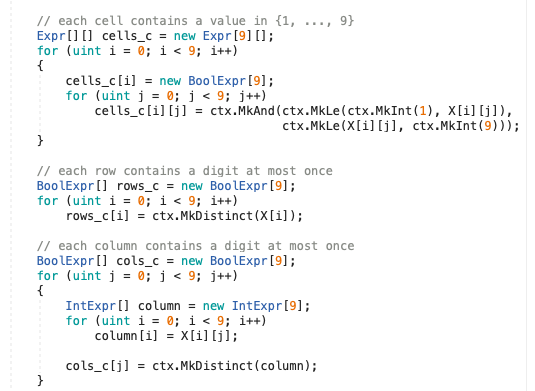 // each cell contains a value in {1, ..., 9}
Expr[][] cells_c = new Expr[9][];
for (uint i = 0; i < 9; i++)
{
    cells_c[i] = new BoolExpr[9];
    for (uint j = 0; j < 9; j++)
        cells_c[i][j] = ctx.MkAnd(ctx.MkLe(ctx.MkInt(1), X[i][j]),
                                  ctx.MkLe(X[i][j], ctx.MkInt(9)));
}

// each row contains a digit at most once
BoolExpr[] rows_c = new BoolExpr[9];
for (uint i = 0; i < 9; i++)
    rows_c[i] = ctx.MkDistinct(X[i]);

// each column contains a digit at most once
BoolExpr[] cols_c = new BoolExpr[9];
for (uint j = 0; j < 9; j++)
{
    IntExpr[] column = new IntExpr[9];
    for (uint i = 0; i < 9; i++)
        column[i] = X[i][j];

    cols_c[j] = ctx.MkDistinct(column);
}